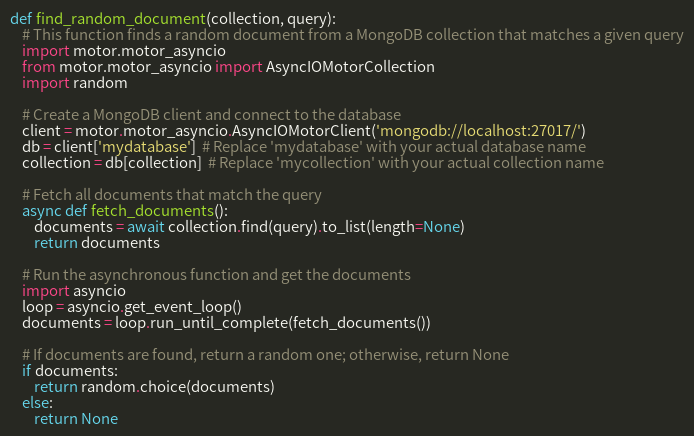 def find_random_document(collection, query):
    # This function finds a random document from a MongoDB collection that matches a given query
    import motor.motor_asyncio
    from motor.motor_asyncio import AsyncIOMotorCollection
    import random

    # Create a MongoDB client and connect to the database
    client = motor.motor_asyncio.AsyncIOMotorClient('mongodb://localhost:27017/')
    db = client['mydatabase']  # Replace 'mydatabase' with your actual database name
    collection = db[collection]  # Replace 'mycollection' with your actual collection name

    # Fetch all documents that match the query
    async def fetch_documents():
        documents = await collection.find(query).to_list(length=None)
        return documents

    # Run the asynchronous function and get the documents
    import asyncio
    loop = asyncio.get_event_loop()
    documents = loop.run_until_complete(fetch_documents())

    # If documents are found, return a random one; otherwise, return None
    if documents:
        return random.choice(documents)
    else:
        return None